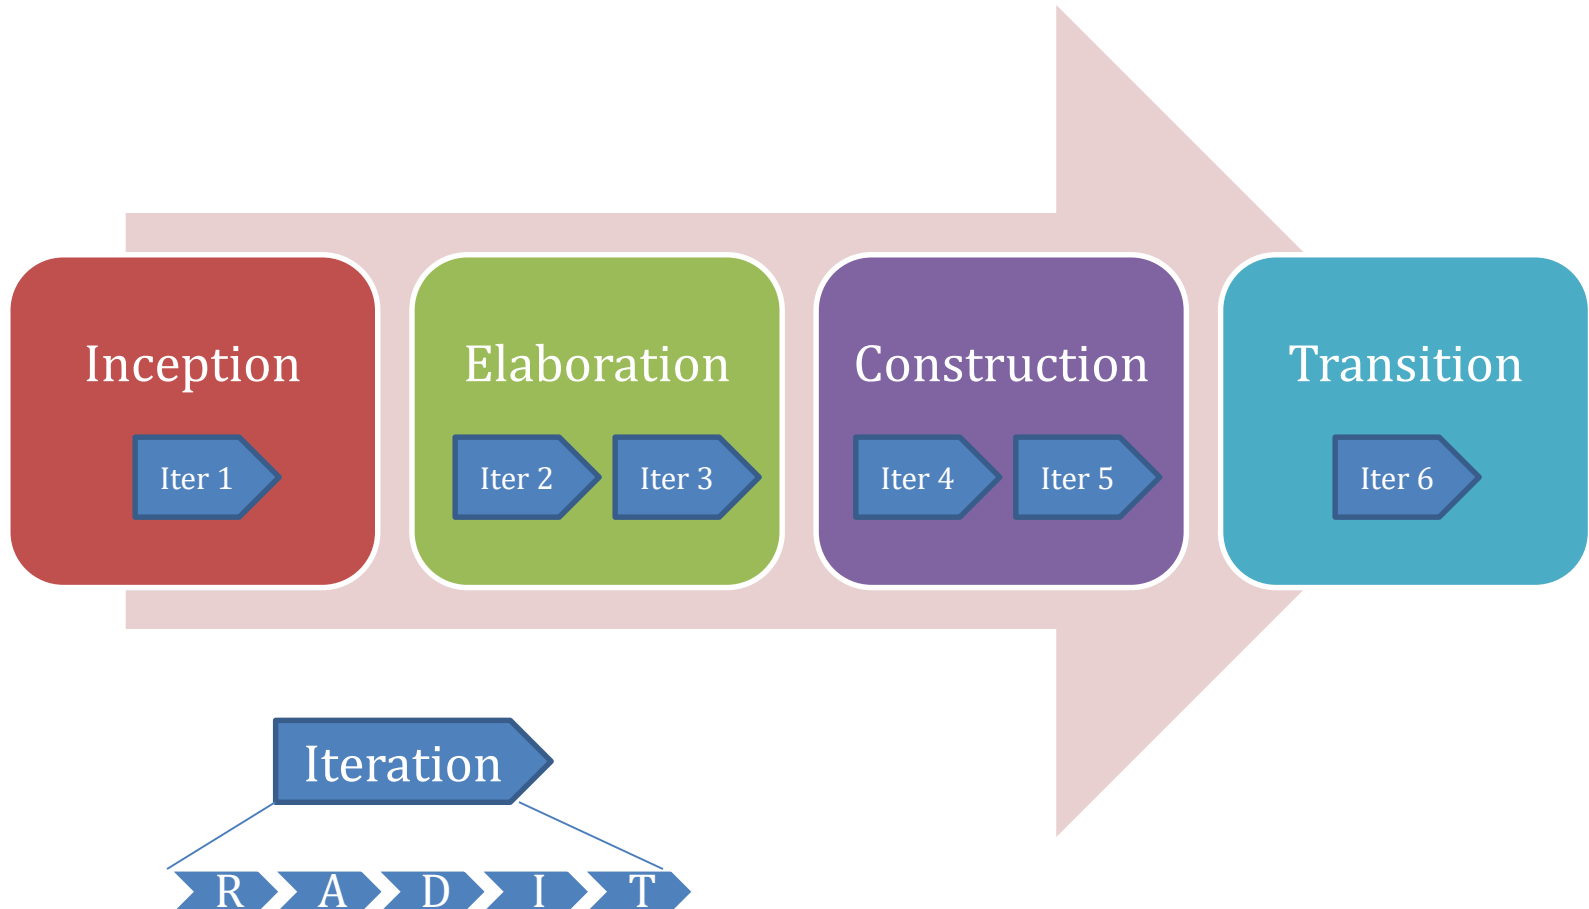 Inception
Elaboration
Construction
Transition
Iter 1
Iter 2
Iter 3
Iter 4
Iter 5
Iter 6
Iteration
R A D I T